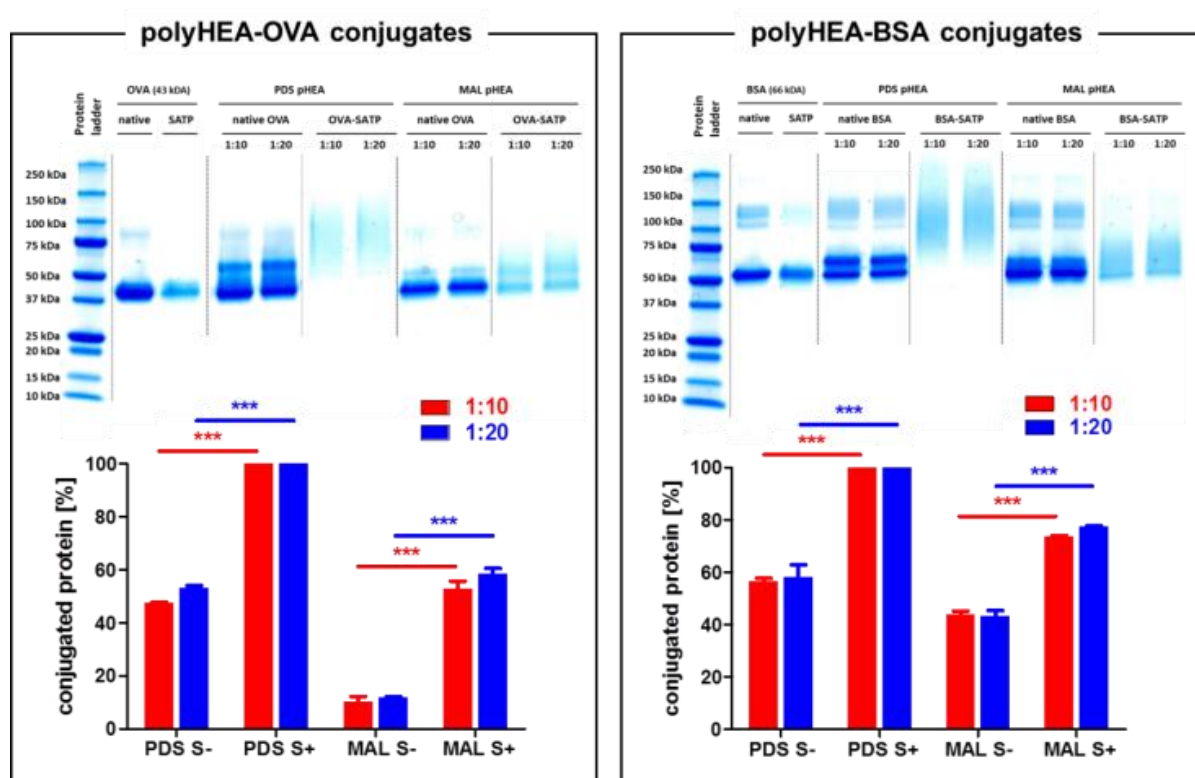 polyHEA-OVA conjugates
Protein ladder
OVA (43 kDA)
PDS pHEA
MAL pHEA
native
SATP
native OVA
OVA-SATP
native OVA
OVA-SATP
1:10
1:20
1:10
1:20
1:10
1:20
1:10
1:20
250 kDa
150 kDa
100 kDa
75 kDa
50 kDa
37 kDa
25 kDa
20 kDa
15 kDa
10 kDa
1:10
1:20
***
***
***
***
conjugated protein [%]
100
80
60
40
20
0
PDS S-
PDS S+
MAL S-
MAL S+
polyHEA-BSA conjugates
Protein ladder
BSA (66 kDA)
PDS pHEA
MAL pHEA
native
SATP
native BSA
BSA-SATP
native BSA
BSA-SATP
1:10
1:20
1:10
1:20
1:10
1:20
1:10
1:20
250 kDa
150 kDa
100 kDa
75 kDa
50 kDa
37 kDa
25 kDa
20 kDa
15 kDa
10 kDa
1:10
1:20
***
***
***
***
conjugated protein [%]
100
80
60
40
20
0
PDS S-
PDS S+
MAL S-
MAL S+